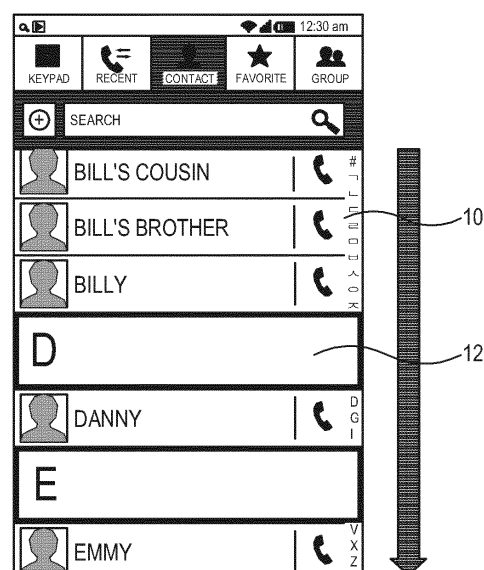 12:30 am
KEYPAD RECENT CONTACT FAVORITE GROUP
SEARCH
BILL'S COUSIN
#
ㄱ
ㄴ
BILL'S BROTHER
ㄷ
ㄹ
ㅁ
10
BILLY
ㅂ
ㅅ
ㅇ
ㅈ
D
12
DANNY
D
G
I
E
EMMY
V
X
Z